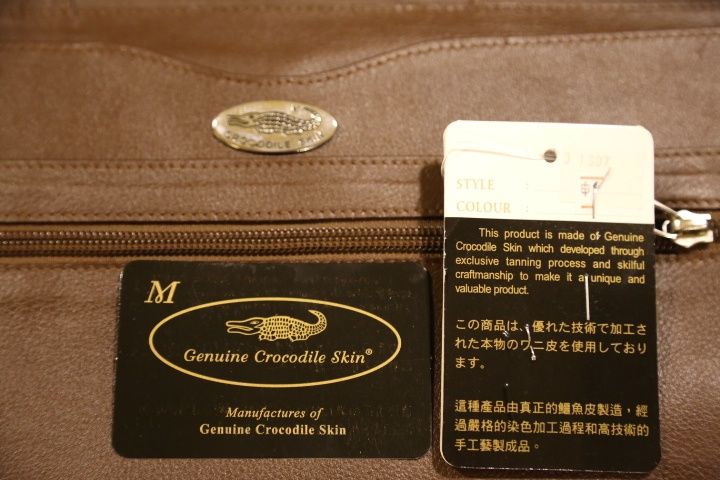 CROCODILE SKIN
STYLE :
COLOUR :
This product is made of Genuine
Crocodile Skin which developed through
exclusive tanning process and skilful
craftsmanship to make it a unique and
valuable product.
この商品は、優れた技術で加工さ
れた本物のワニ皮を使用しており
ます。
這種產品由真正的鱷魚皮製造，經
過嚴格的染色加工過程和高技術的
手工藝製成品。
M
Genuine Crocodile Skin®
Manufactures of
Genuine Crocodile Skin